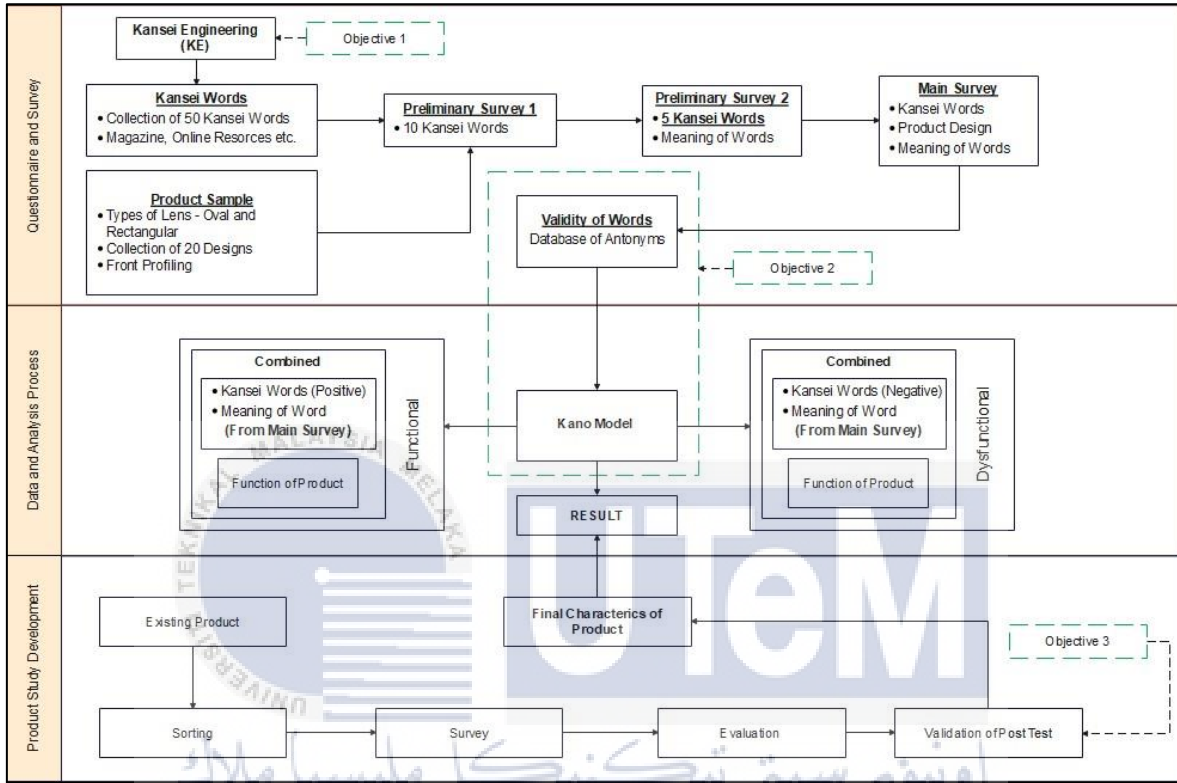 Questionnaire and Survey
Kansei Engineering
(KE)
Objective 1
Kansei Words
• Collection of 50 Kansei Words
• Magazine, Online Resorces etc.
Preliminary Survey 1
• 10 Kansei Words
Preliminary Survey 2
• 5 Kansei Words
• Meaning of Words
Main Survey
• Kansei Words
• Product Design
• Meaning of Words
Product Sample
• Types of Lens - Oval and
Rectangular
• Collection of 20 Designs
• Front Profiling
Validity of Words
Database of Antonyms
Objective 2
Data and Analysis Process
Combined
• Kansei Words (Positive)
• Meaning of Word
(From Main Survey)
Function of Product
Functional
Kano Model
RESULT
Combined
• Kansei Words (Negative)
• Meaning of Word
(From Main Survey)
Function of Product
Dysfunctional
Product Study Development
Existing Product
Final Characterics of
Product
Objective 3
Sorting
Survey
Evaluation
Validation of Post Test
UNIVERSITI TEKNIKAL MALAYSIA MELAKA
UTeM